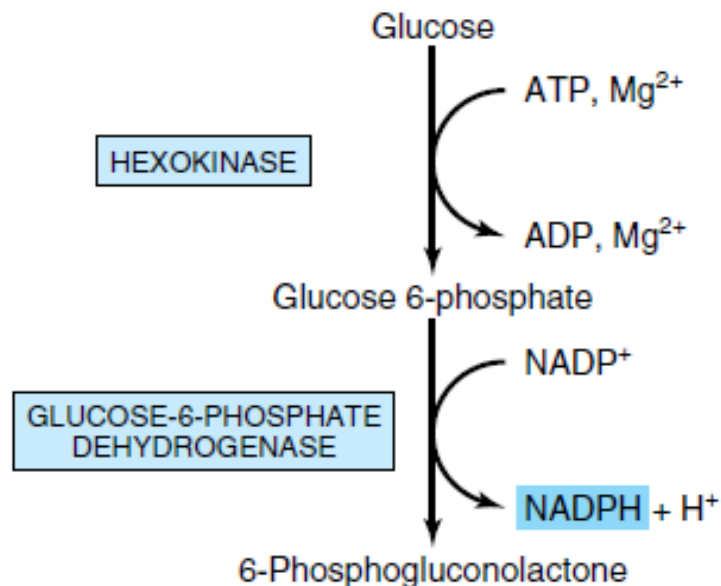 Glucose
ATP, Mg²⁺
HEXOKINASE
ADP, Mg²⁺
Glucose 6-phosphate
NADP⁺
GLUCOSE-6-PHOSPHATE
DEHYDROGENASE
NADPH + H⁺
6-Phosphogluconolactone